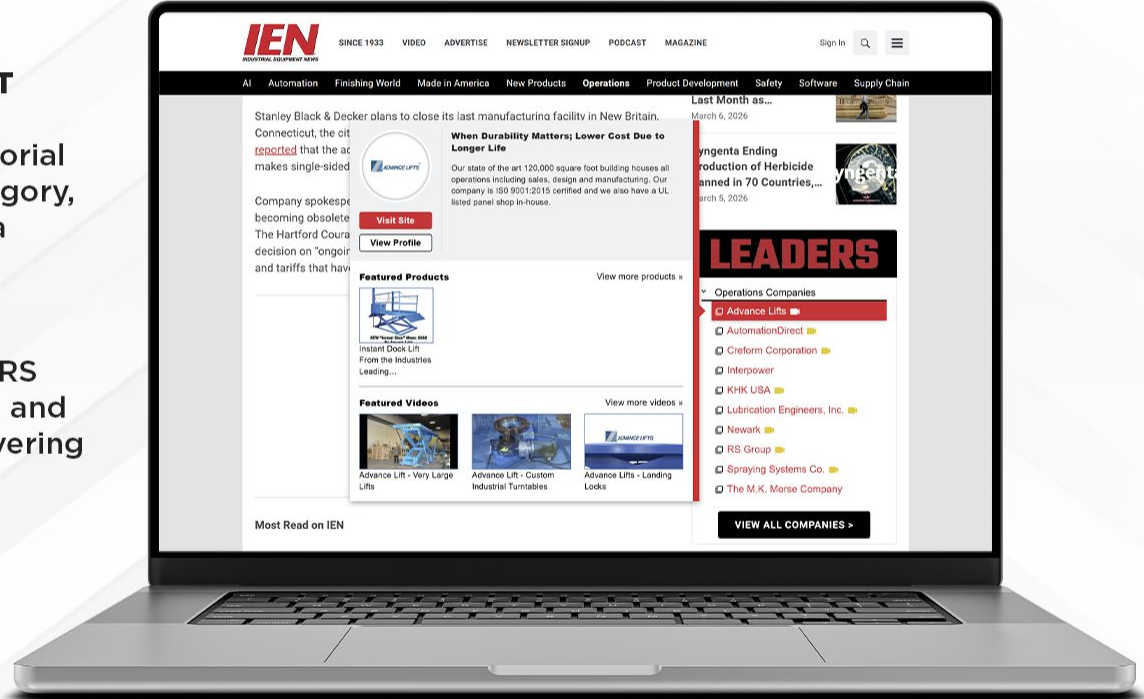 orial
gory,
RS
and
vering
IEN
INDUSTRIAL EQUIPMENT NEWS
SINCE 1933 VIDEO ADVERTISE NEWSLETTER SIGNUP PODCAST MAGAZINE
Sign In
AI Automation Finishing World Made in America New Products Operations Product Development Safety Software Supply Chain
Stanley Black & Decker plans to close its last manufacturing facility in New Britain,
Connecticut, the cit
reported that the ac
makes single-sided
Company spokespe
becoming obsolete
The Hartford Coura
decision on "ongoin
and tariffs that have
ADVANCE LIFTS
Visit Site
View Profile
When Durability Matters; Lower Cost Due to
Longer Life
Our state of the art 120,000 square foot building houses all
operations including sales, design and manufacturing. Our
company is ISO 9001:2015 certified and we also have a UL
listed panel shop in-house.
Featured Products View more products »
Instant Dock Lift
From the Industries
Leading...
Featured Videos View more videos »
ADVANCE LIFTS
Advance Lift - Very Large
Lifts
Advance Lift - Custom
Industrial Turntables
Advance Lifts - Landing
Locks
Most Read on IEN
Last Month as...
March 6, 2026
yngenta Ending
roduction of Herbicide
anned in 70 Countries,...
arch 5, 2026
yngenta
LEADERS
Operations Companies
Advance Lifts
AutomationDirect
Creform Corporation
Interpower
KHK USA
Lubrication Engineers, Inc.
Newark
RS Group
Spraying Systems Co.
The M.K. Morse Company
VIEW ALL COMPANIES >